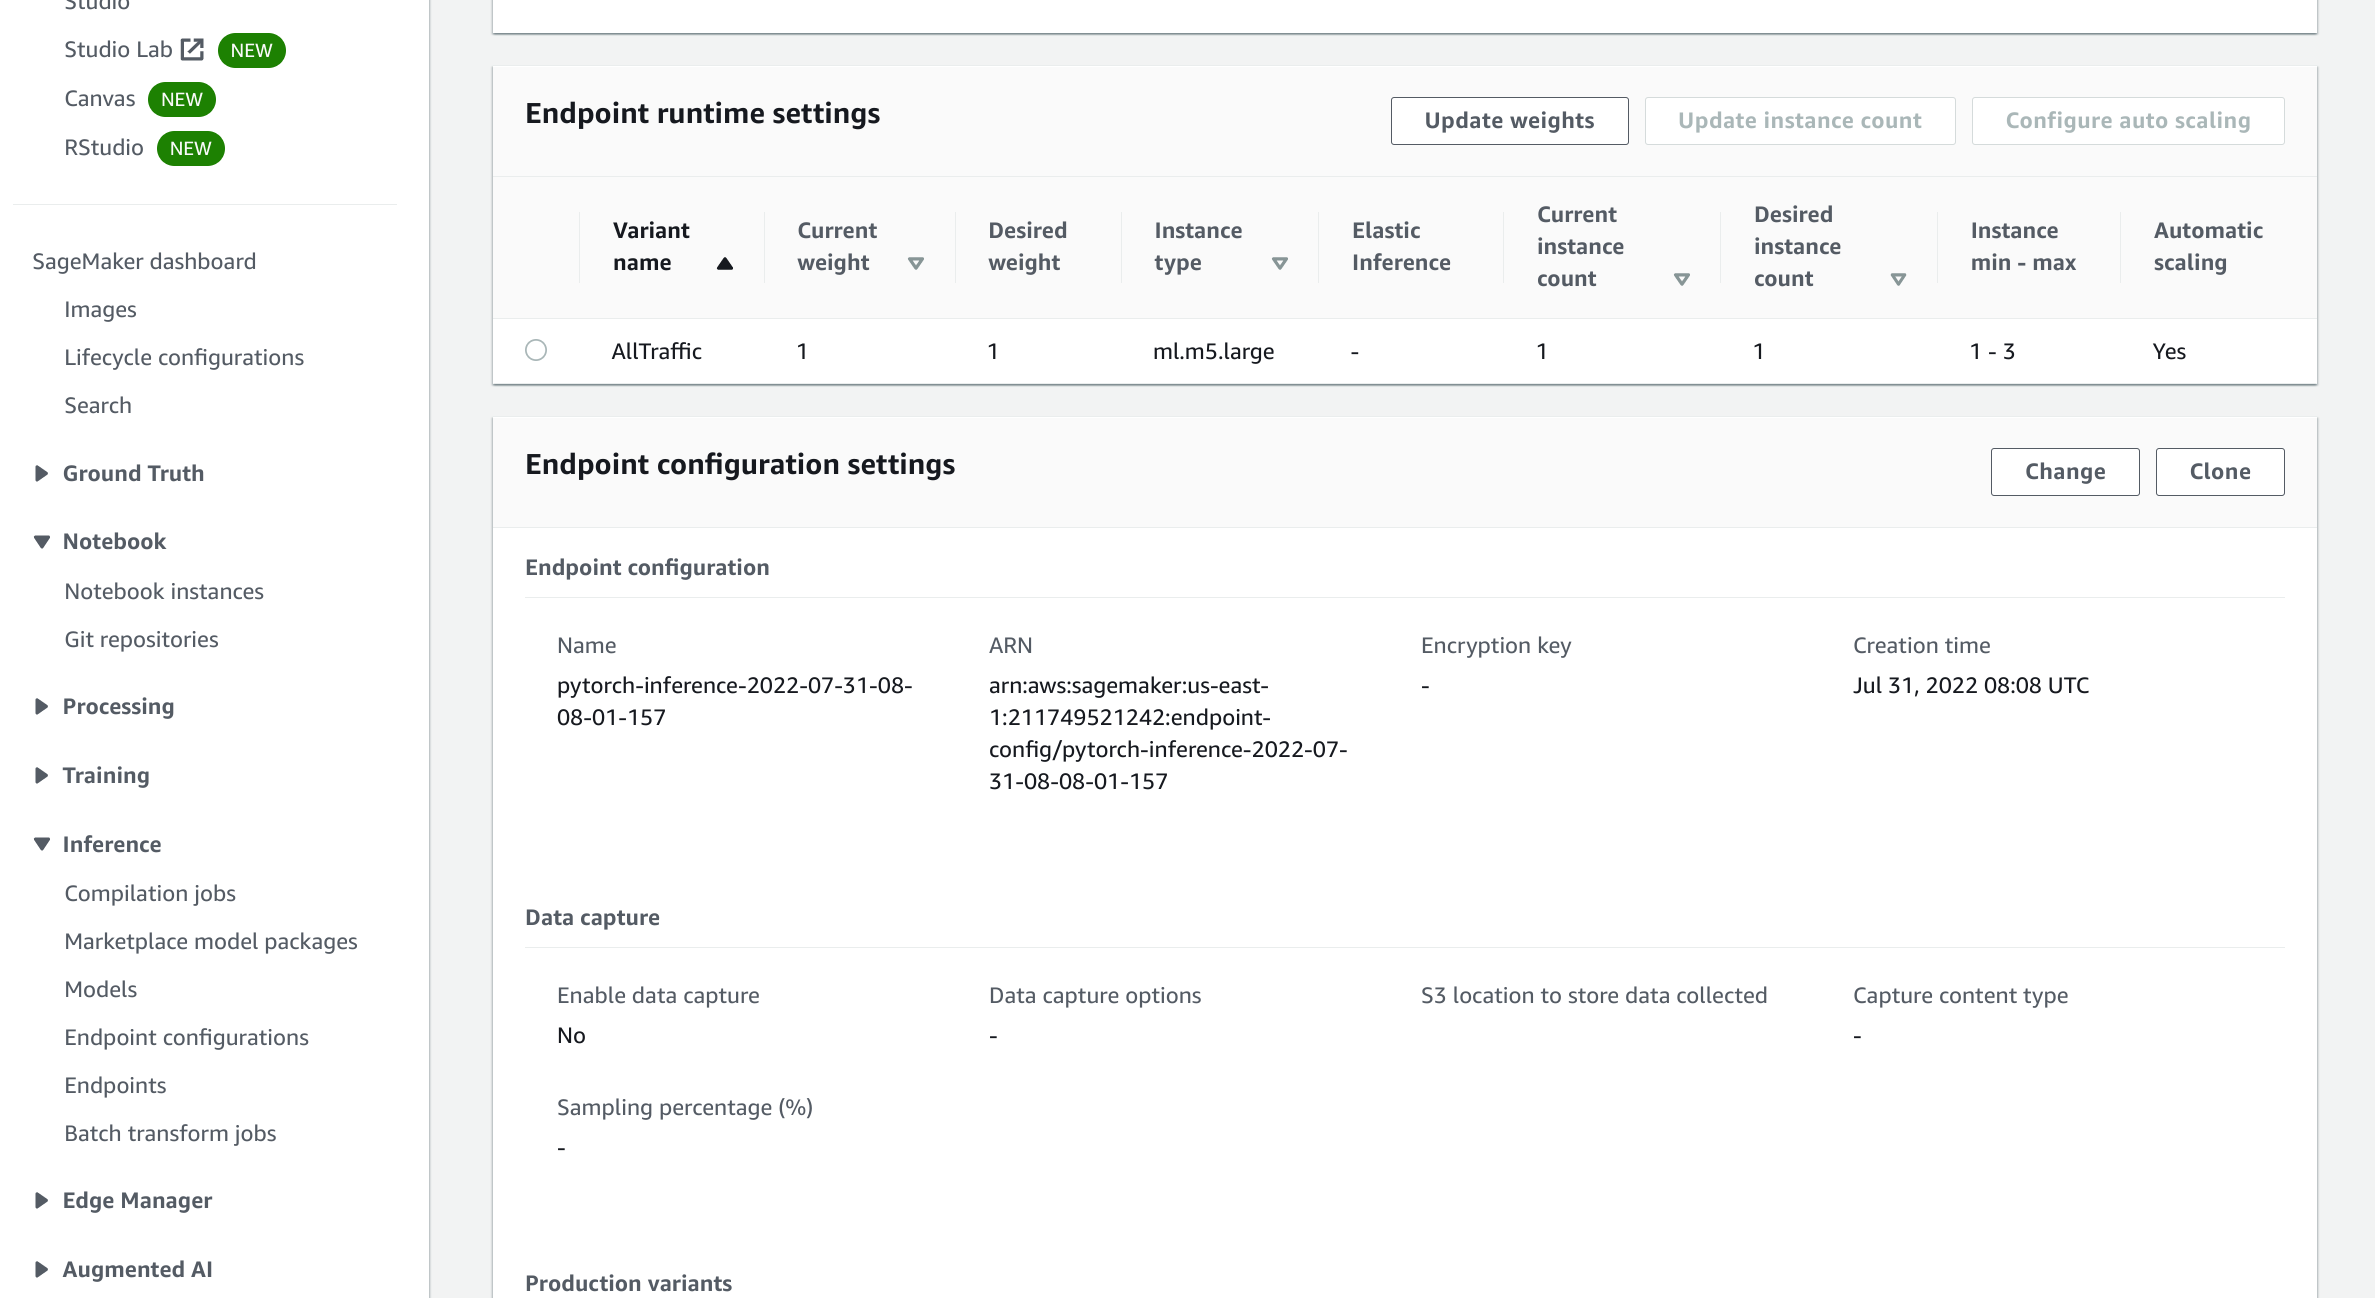 Studio
Studio Lab NEW
Canvas NEW
RStudio NEW
SageMaker dashboard
Images
Lifecycle configurations
Search
Ground Truth
Notebook
Notebook instances
Git repositories
Processing
Training
Inference
Compilation jobs
Marketplace model packages
Models
Endpoint configurations
Endpoints
Batch transform jobs
Edge Manager
Augmented AI
Endpoint runtime settings
Update weights
Update instance count
Configure auto scaling
Variant
name
Current
weight
Desired
weight
Instance
type
Elastic
Inference
Current
instance
count
Desired
instance
count
Instance
min - max
Automatic
scaling
AllTraffic 1 1 ml.m5.large - 1 1 1 - 3 Yes
Endpoint configuration settings
Change
Clone
Endpoint configuration
Name
pytorch-inference-2022-07-31-08-
08-01-157
ARN
arn:aws:sagemaker:us-east-
1:211749521242:endpoint-
config/pytorch-inference-2022-07-
31-08-08-01-157
Encryption key
-
Creation time
Jul 31, 2022 08:08 UTC
Data capture
Enable data capture
No
Data capture options
-
S3 location to store data collected
Capture content type
-
Sampling percentage (%)
-
Production variants